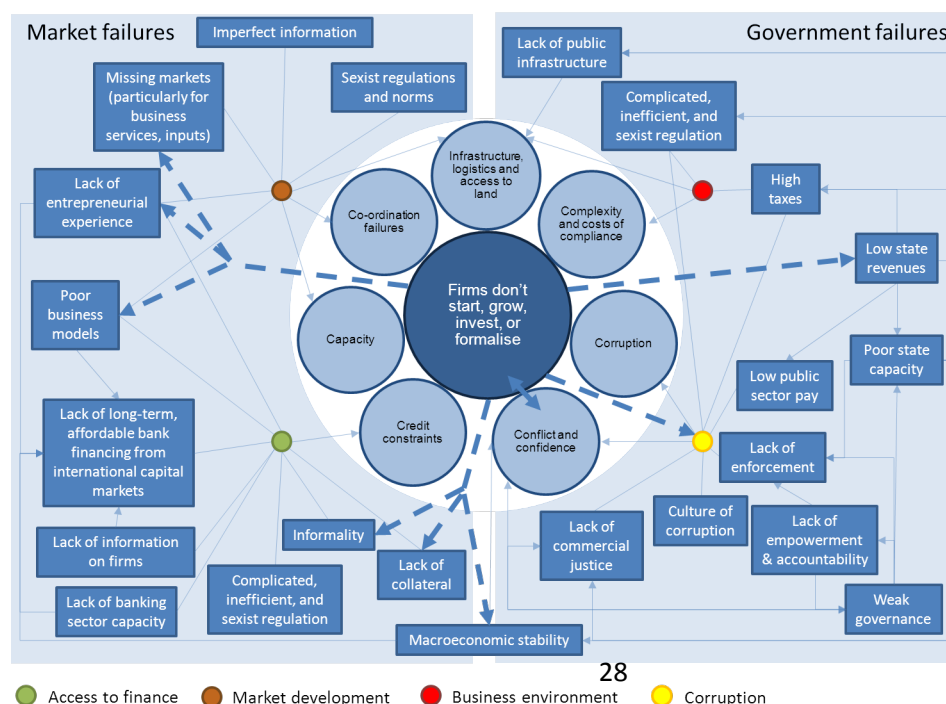 Market failures
Government failures
Imperfect information
Lack of public
infrastructure
Missing markets
(particularly for
business
services, inputs)
Sexist regulations
and norms
Complicated,
inefficient, and
sexist regulation
Infrastructure,
logistics and
access to
land
Lack of
entrepreneurial
experience
High
taxes
Co-ordination
failures
Complexity
and costs of
compliance
Low state
revenues
Firms don’t
start, grow,
invest, or
formalise
Poor
business
models
Capacity
Corruption
Poor state
capacity
Low public
sector pay
Lack of long-term,
affordable bank
financing from
international capital
markets
Credit
constraints
Conflict and
confidence
Lack of
enforcement
Culture of
corruption
Informality
Lack of
commercial
justice
Lack of
empowerment
& accountability
Lack of information
on firms
Lack of
collateral
Complicated,
inefficient, and
sexist regulation
Lack of banking
sector capacity
Weak
governance
Macroeconomic stability
28
Access to finance
Market development
Business environment
Corruption